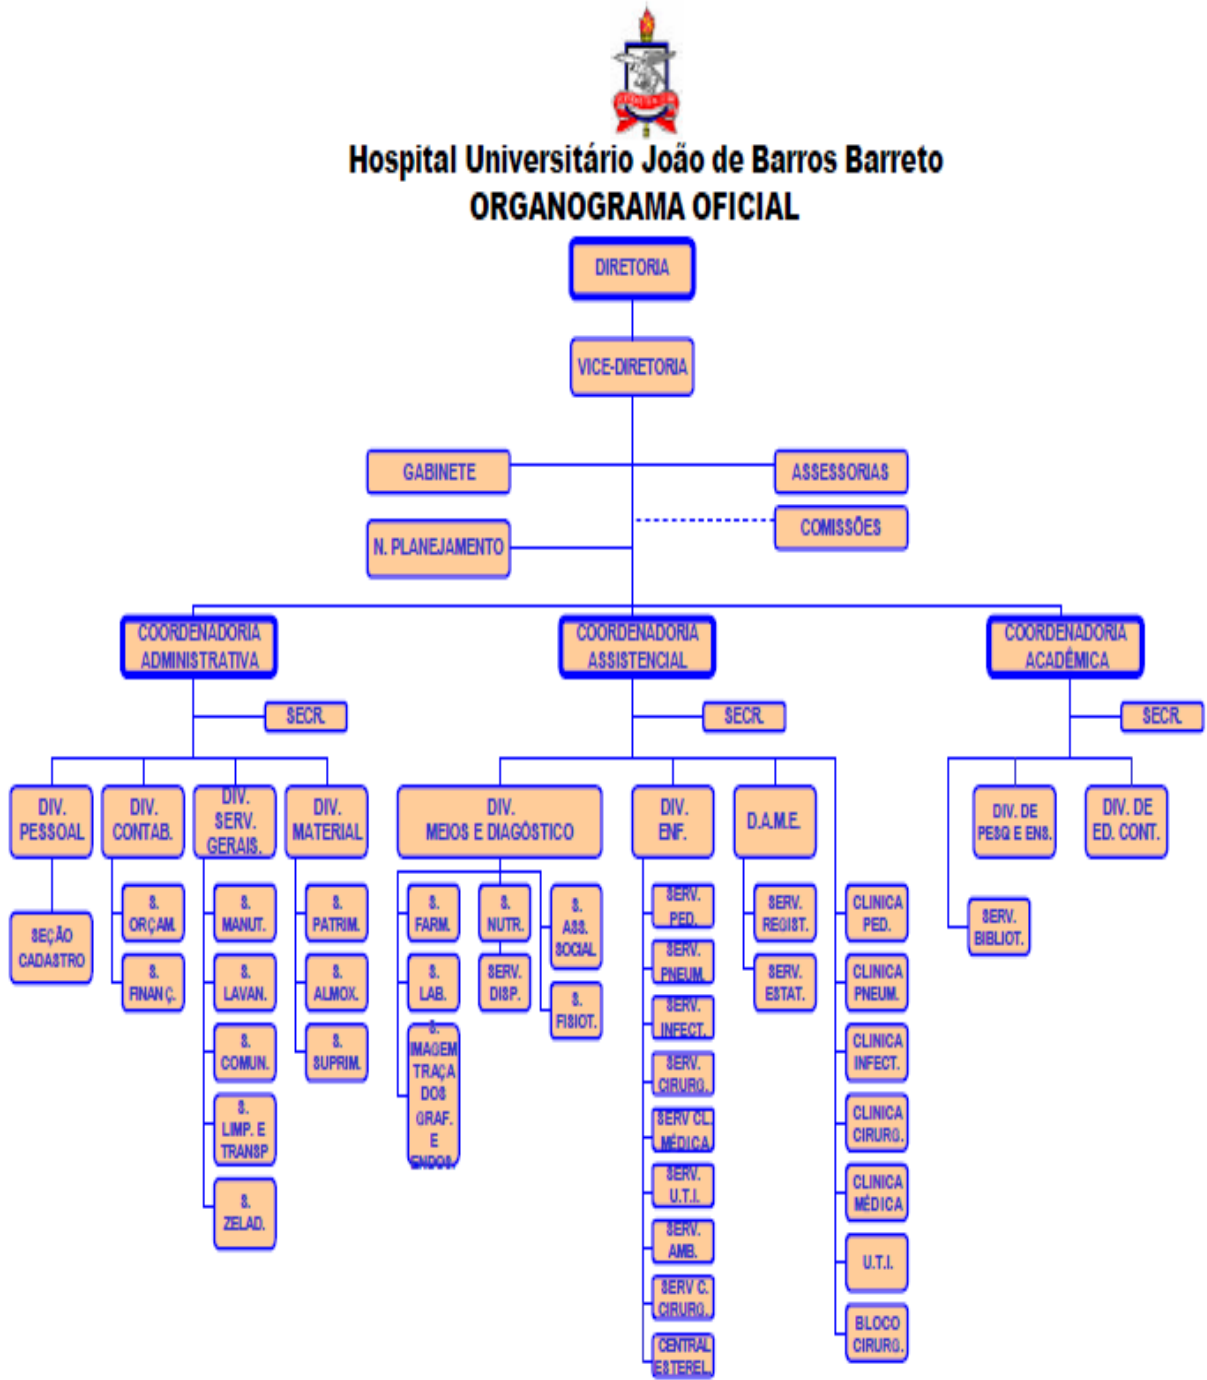 Hospital Universitário João de Barros Barreto
ORGANOGRAMA OFICIAL
DIRETORIA
VICE-DIRETORIA
GABINETE
ASSESSORIAS
COMISSÕES
N. PLANEJAMENTO
COORDENADORIA
ADMINISTRATIVA
COORDENADORIA
ASSISTENCIAL
COORDENADORIA
ACADÊMICA
SECR.
SECR.
SECR.
DIV.
PESSOAL
DIV.
CONTAB.
DIV.
SERV.
GERAIS.
DIV.
MATERIAL
DIV.
MEIOS E DIAGÓSTICO
DIV.
ENF.
D.A.M.E.
DIV. DE
PESQ E ENS.
DIV. DE
ED. CONT.
SEÇÃO
CADASTRO
S.
ORÇAM.
S.
FINANÇ.
S.
MANUT.
S.
LAVAN.
S.
COMUN.
S.
LIMP. E
TRANSP
S.
ZELAD.
S.
PATRIM.
S.
ALMOX.
S.
SUPRIM.
S.
FARM.
S.
LAB.
S.
IMAGEM
TRAÇA
DOS
GRAF.
E
ENDOS.
S.
NUTR.
SERV.
DISP.
S.
ASS.
SOCIAL
S.
FISIOT.
SERV.
PED.
SERV.
PNEUM.
SERV.
INFECT.
SERV.
CIRURG.
SERV CL.
MÉDICA
SERV.
U.T.I.
SERV.
AMB.
SERV C.
CIRURG.
CENTRAL
ESTEREL.
SERV.
REGIST.
SERV.
ESTAT.
CLINICA
PED.
CLINICA
PNEUM.
CLINICA
INFECT.
CLINICA
CIRURG.
CLINICA
MÉDICA
U.T.I.
BLOCO
CIRURG.
SERV.
BIBLIOT.